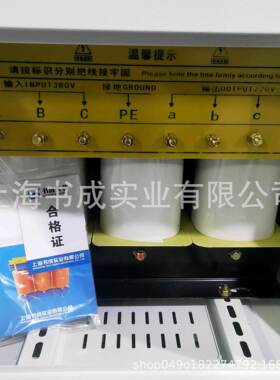 温馨提示
请按标识分别把线接牢固
Please hole the line firmly according to
输入INPUT380V 接地GROUND 输出OUTPUT220V
B C PE a b c
上海书成实业有限公司
合格证
上海书成实业有限公司
shop049o182274792.168